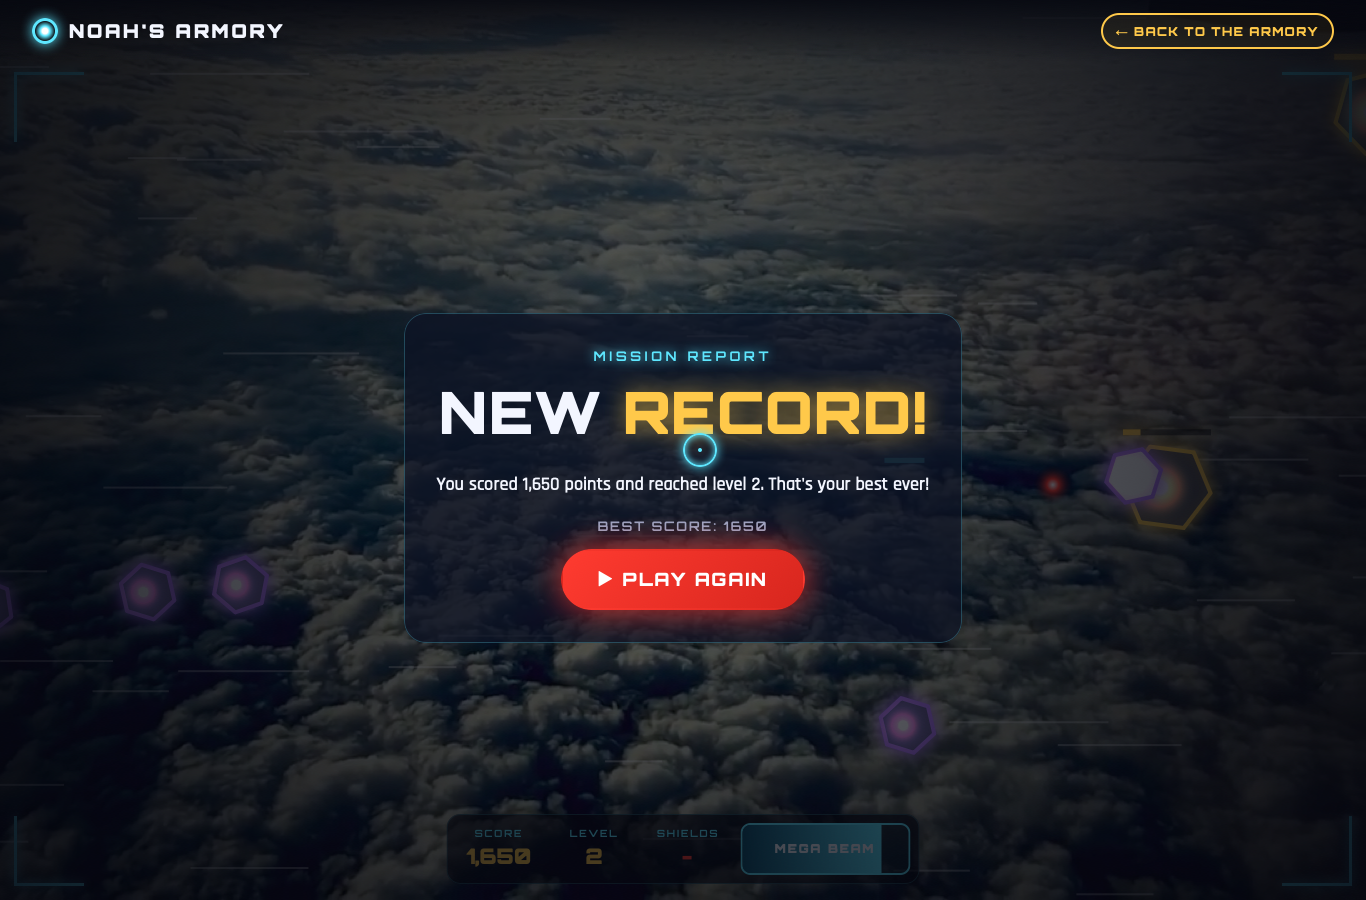 NOAH'S ARMORY
← BACK TO THE ARMORY
MISSION REPORT
NEW RECORD!
You scored 1,650 points and reached level 2. That's your best ever!
BEST SCORE: 1650
▶ PLAY AGAIN
SCORE LEVEL SHIELDS
1,650 2 - MEGA BEAM